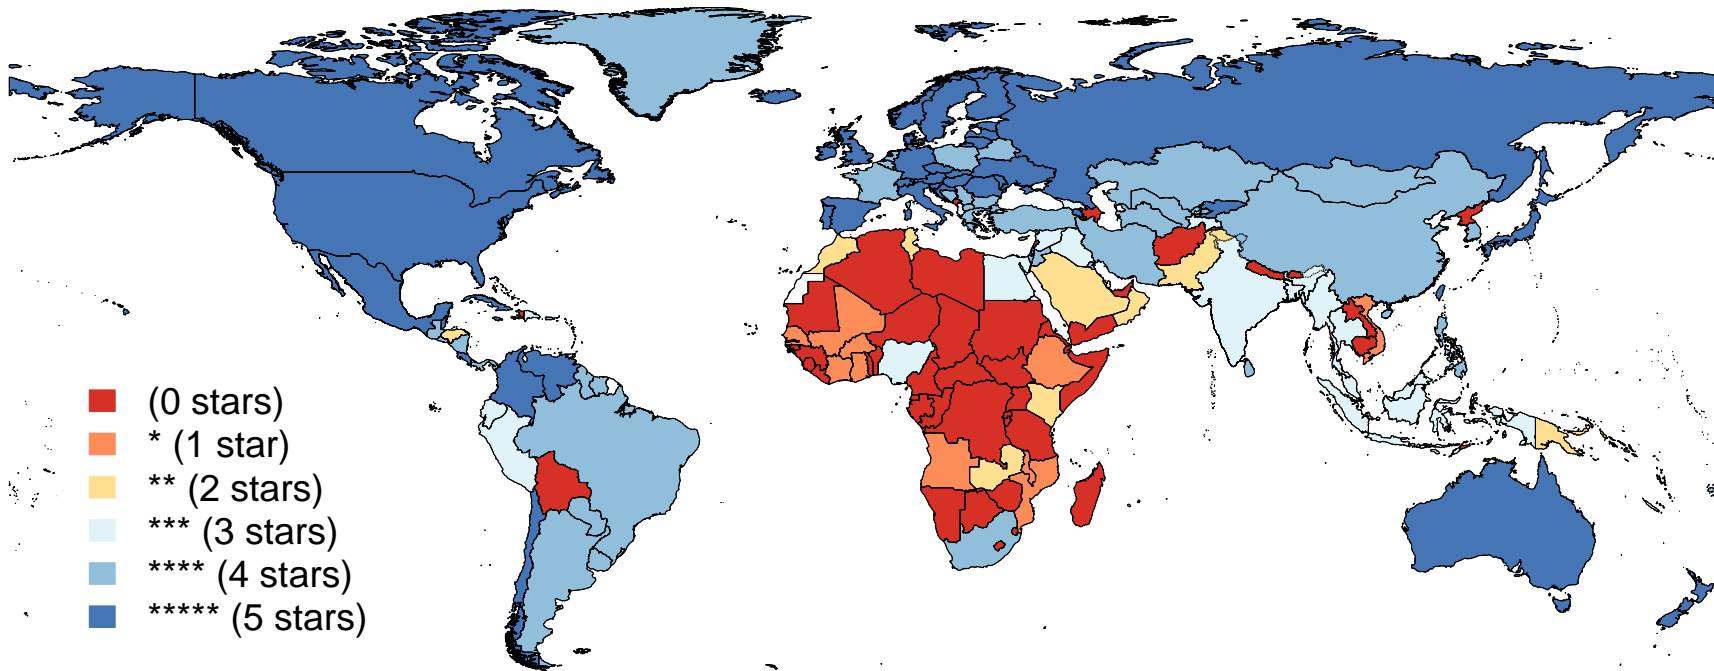 (0 stars)
* (1 star)
** (2 stars)
*** (3 stars)
**** (4 stars)
***** (5 stars)